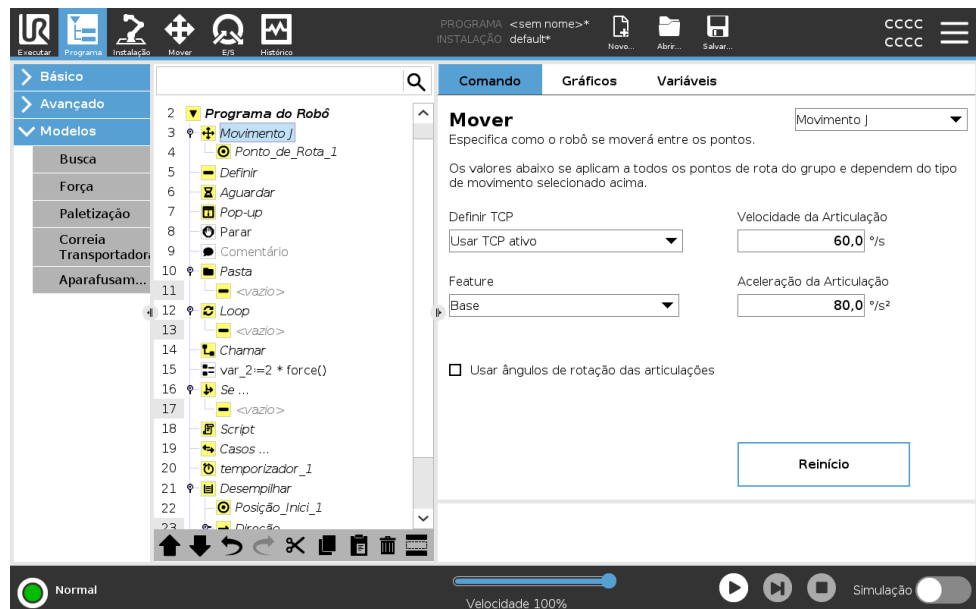 UR
Executar
Programa
Instalação
Mover
E/S
Histórico
PROGRAMA <sem nome>*
INSTALAÇÃO default*
Novo...
Abrir...
Salvar...
CCCC
CCCC
Básico
Avançado
Modelos
Busca
Força
Paletização
Correia
Transportador
Aparafusam...
2 Programa do Robô
3 Movimento J
4 Ponto_de_Rota_1
5 Definir
6 Aguardar
7 Pop-up
8 Parar
9 Comentário
10 Pasta
11 <vazio>
12 Loop
13 <vazio>
14 Chamar
15 var_2:=2 * force()
16 Se ...
17 <vazio>
18 Script
19 Casos ...
20 temporizador_1
21 Desempilhar
22 Posição_Inici_1
23 Direção
Comando Gráficos Variáveis
Mover
Movimento J
Especifica como o robô se moverá entre os pontos.
Os valores abaixo se aplicam a todos os pontos de rota do grupo e dependem do tipo
de movimento selecionado acima.
Definir TCP
Velocidade da Articulação
Usar TCP ativo
60,0 °/s
Feature
Aceleração da Articulação
Base
80,0 °/s²
Usar ângulos de rotação das articulações
Reinício
Normal
Velocidade 100%
Simulação